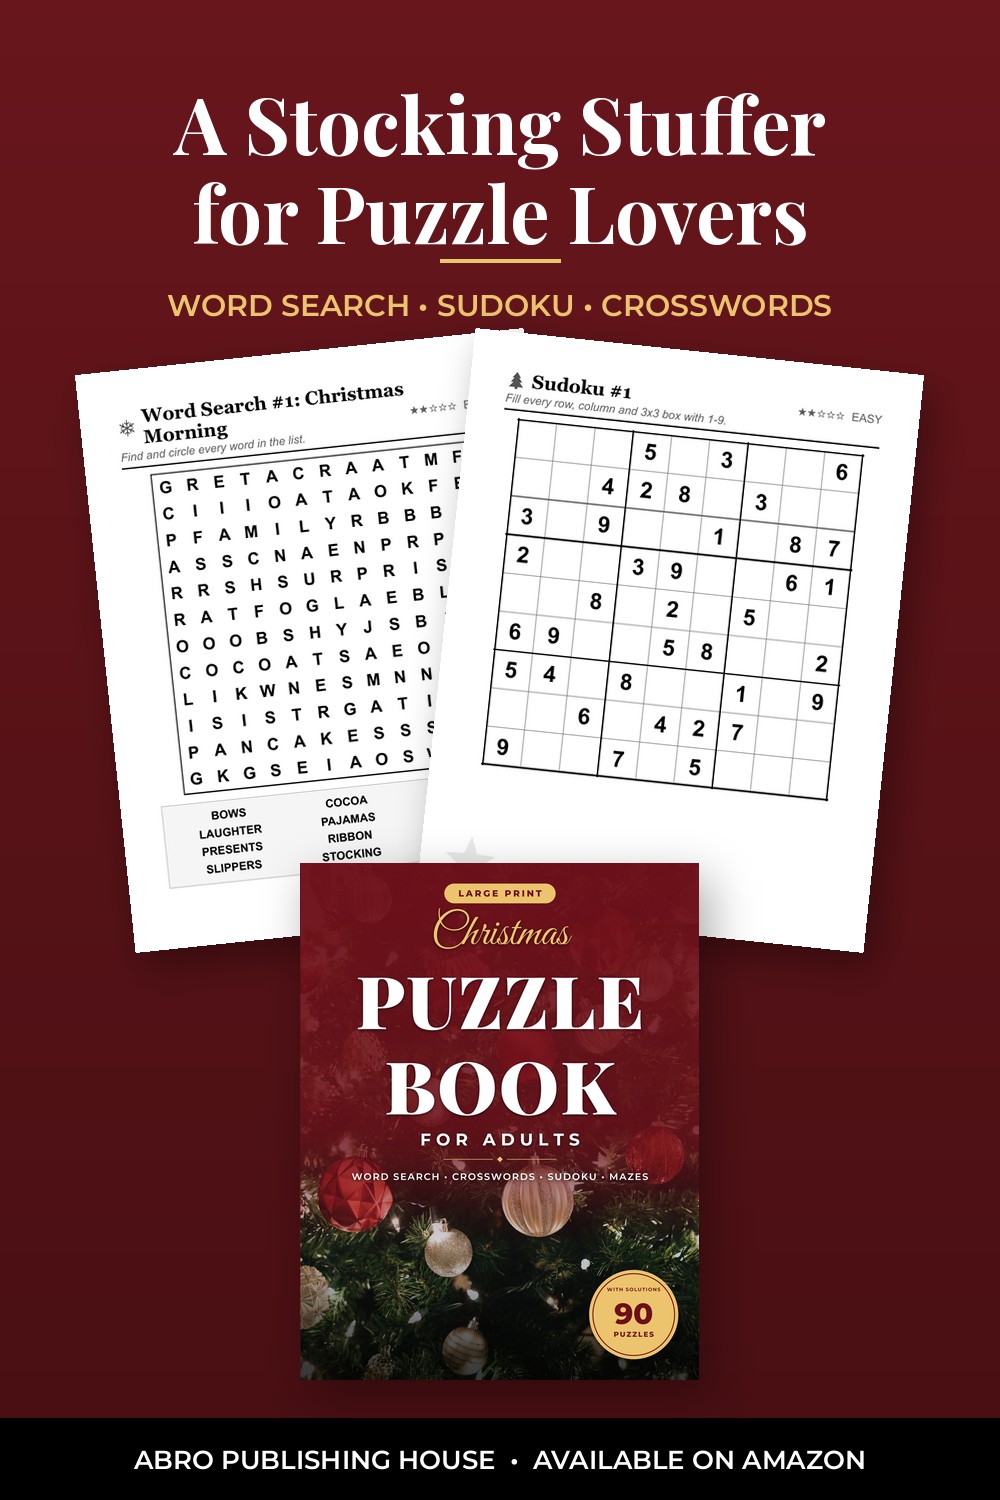 A Stocking Stuffer
for Puzzle Lovers
WORD SEARCH • SUDOKU • CROSSWORDS
Word Search #1: Christmas
Morning
★★☆☆☆
Find and circle every word in the list.
G R E T A C R A A T M F
C I I I O A T A O K F
P F A M I L Y R B B B
A S S C N A E N P R P
R R S H S U R P R I S
R A T F O G L A E B L
O O O B S H Y J S B
C O C O A T S A E O
L I K W N E S M N N
I S I S T R G A T I
P A N C A K E S S S
G K G S E I A O S
BOWS COCOA
LAUGHTER PAJAMAS
PRESENTS RIBBON
SLIPPERS STOCKING
Sudoku #1
★★☆☆☆ EASY
Fill every row, column and 3x3 box with 1-9.
5 3 6
4 2 8 3
3 9 1 8 7
2 3 9 6 1
8 2 5
6 9 5 8 2
5 4 8 1 9
6 4 2 7
9 7 5
LARGE PRINT
Christmas
PUZZLE
BOOK
FOR ADULTS
WORD SEARCH • CROSSWORDS • SUDOKU • MAZES
WITH SOLUTIONS
90
PUZZLES
ABRO PUBLISHING HOUSE • AVAILABLE ON AMAZON